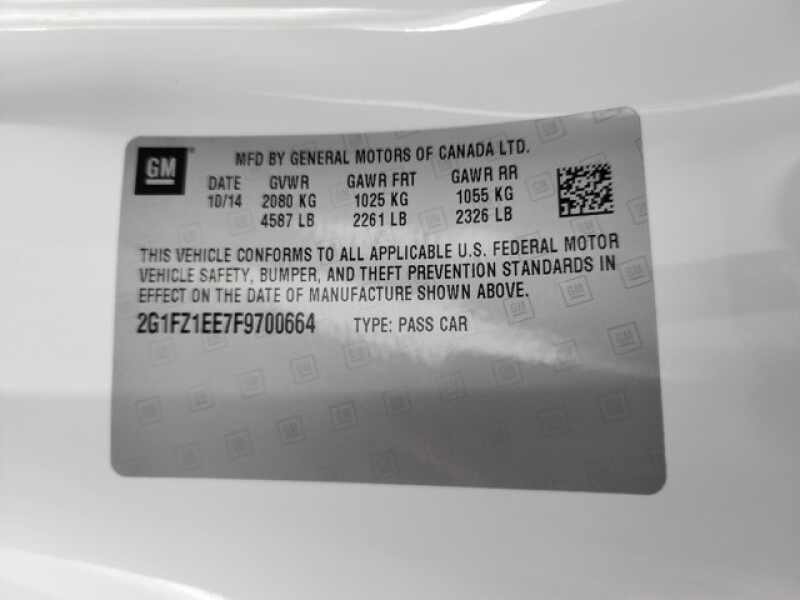 GM
MFD BY GENERAL MOTORS OF CANADA LTD.
DATE GVWR GAWR FRT GAWR RR
10/14 2080 KG 1025 KG 1055 KG
4587 LB 2261 LB 2326 LB
THIS VEHICLE CONFORMS TO ALL APPLICABLE U.S. FEDERAL MOTOR
VEHICLE SAFETY, BUMPER, AND THEFT PREVENTION STANDARDS IN
EFFECT ON THE DATE OF MANUFACTURE SHOWN ABOVE.
2G1FZ1EE7F9700664 TYPE: PASS CAR